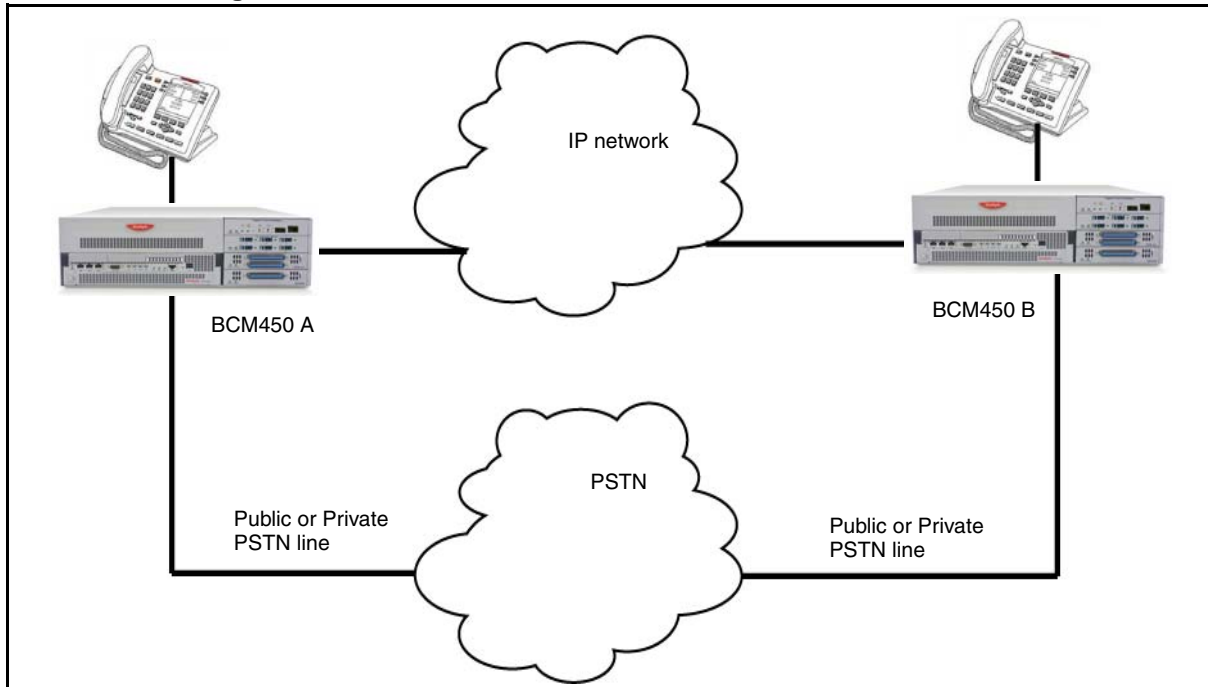 IP network
BCM450 A
BCM450 B
PSTN
Public or Private
PSTN line
Public or Private
PSTN line